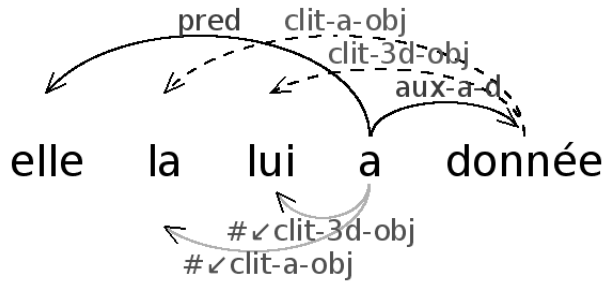 pred
clit-a-obj
clit-3d-obj
aux-a-d
elle la lui a donnée
#↙clit-3d-obj
#↙clit-a-obj